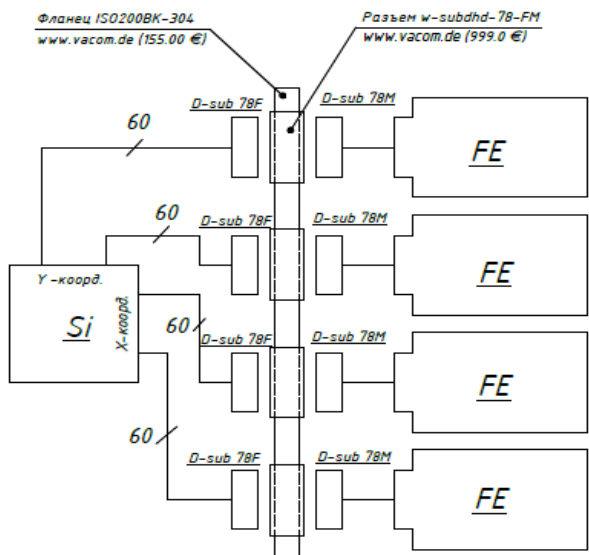 Фланец ISO200BK-304
www.vacom.de (155.00 €)
Разъем w-subdhd-78-FM
www.vacom.de (999.0 €)
D-sub 78F
D-sub 78M
60
FE
D-sub 78F
D-sub 78M
60
FE
Y -коорд.
Si
X-коорд.
60
D-sub 78F
D-sub 78M
FE
60
D-sub 78F
D-sub 78M
FE